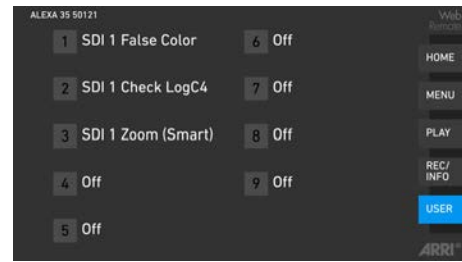 ALEXA 35 50121
Web
Remote
1 SDI 1 False Color
2 SDI 1 Check LogC4
3 SDI 1 Zoom (Smart)
4 Off
5 Off
6 Off
7 Off
8 Off
9 Off
HOME
MENU
PLAY
REC/
INFO
USER
ARRI